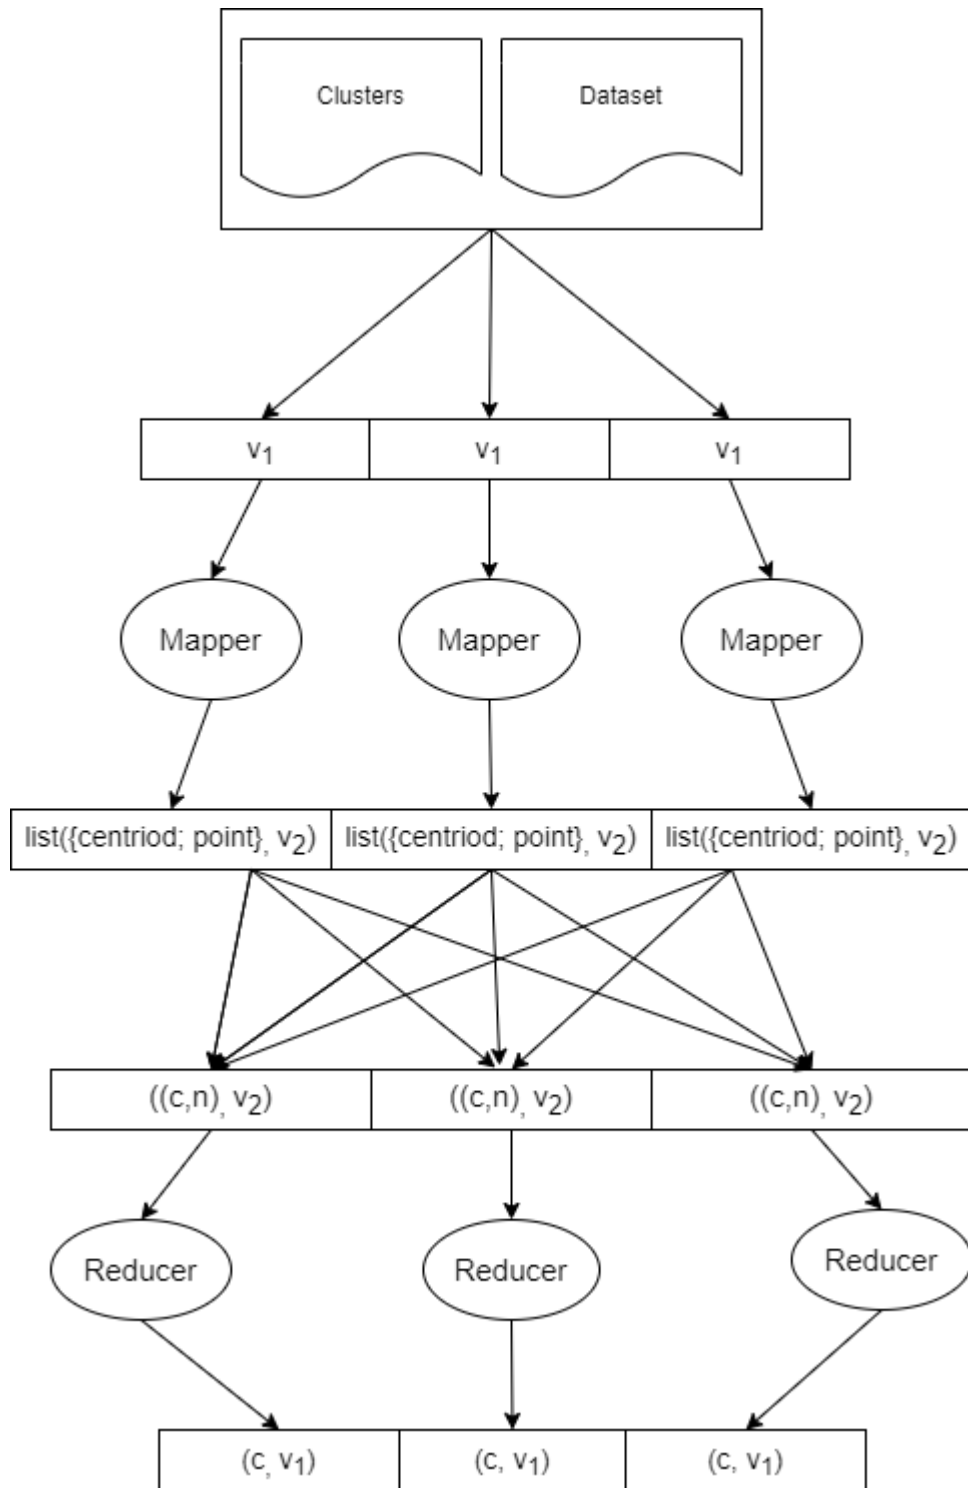 Clusters Dataset
v₁ v₁ v₁
Mapper Mapper Mapper
list({centriod; point}, v₂) list({centriod; point}, v₂) list({centriod; point}, v₂)
((c,n), v₂) ((c,n), v₂) ((c,n), v₂)
Reducer Reducer Reducer
(c, v₁) (c, v₁) (c, v₁)